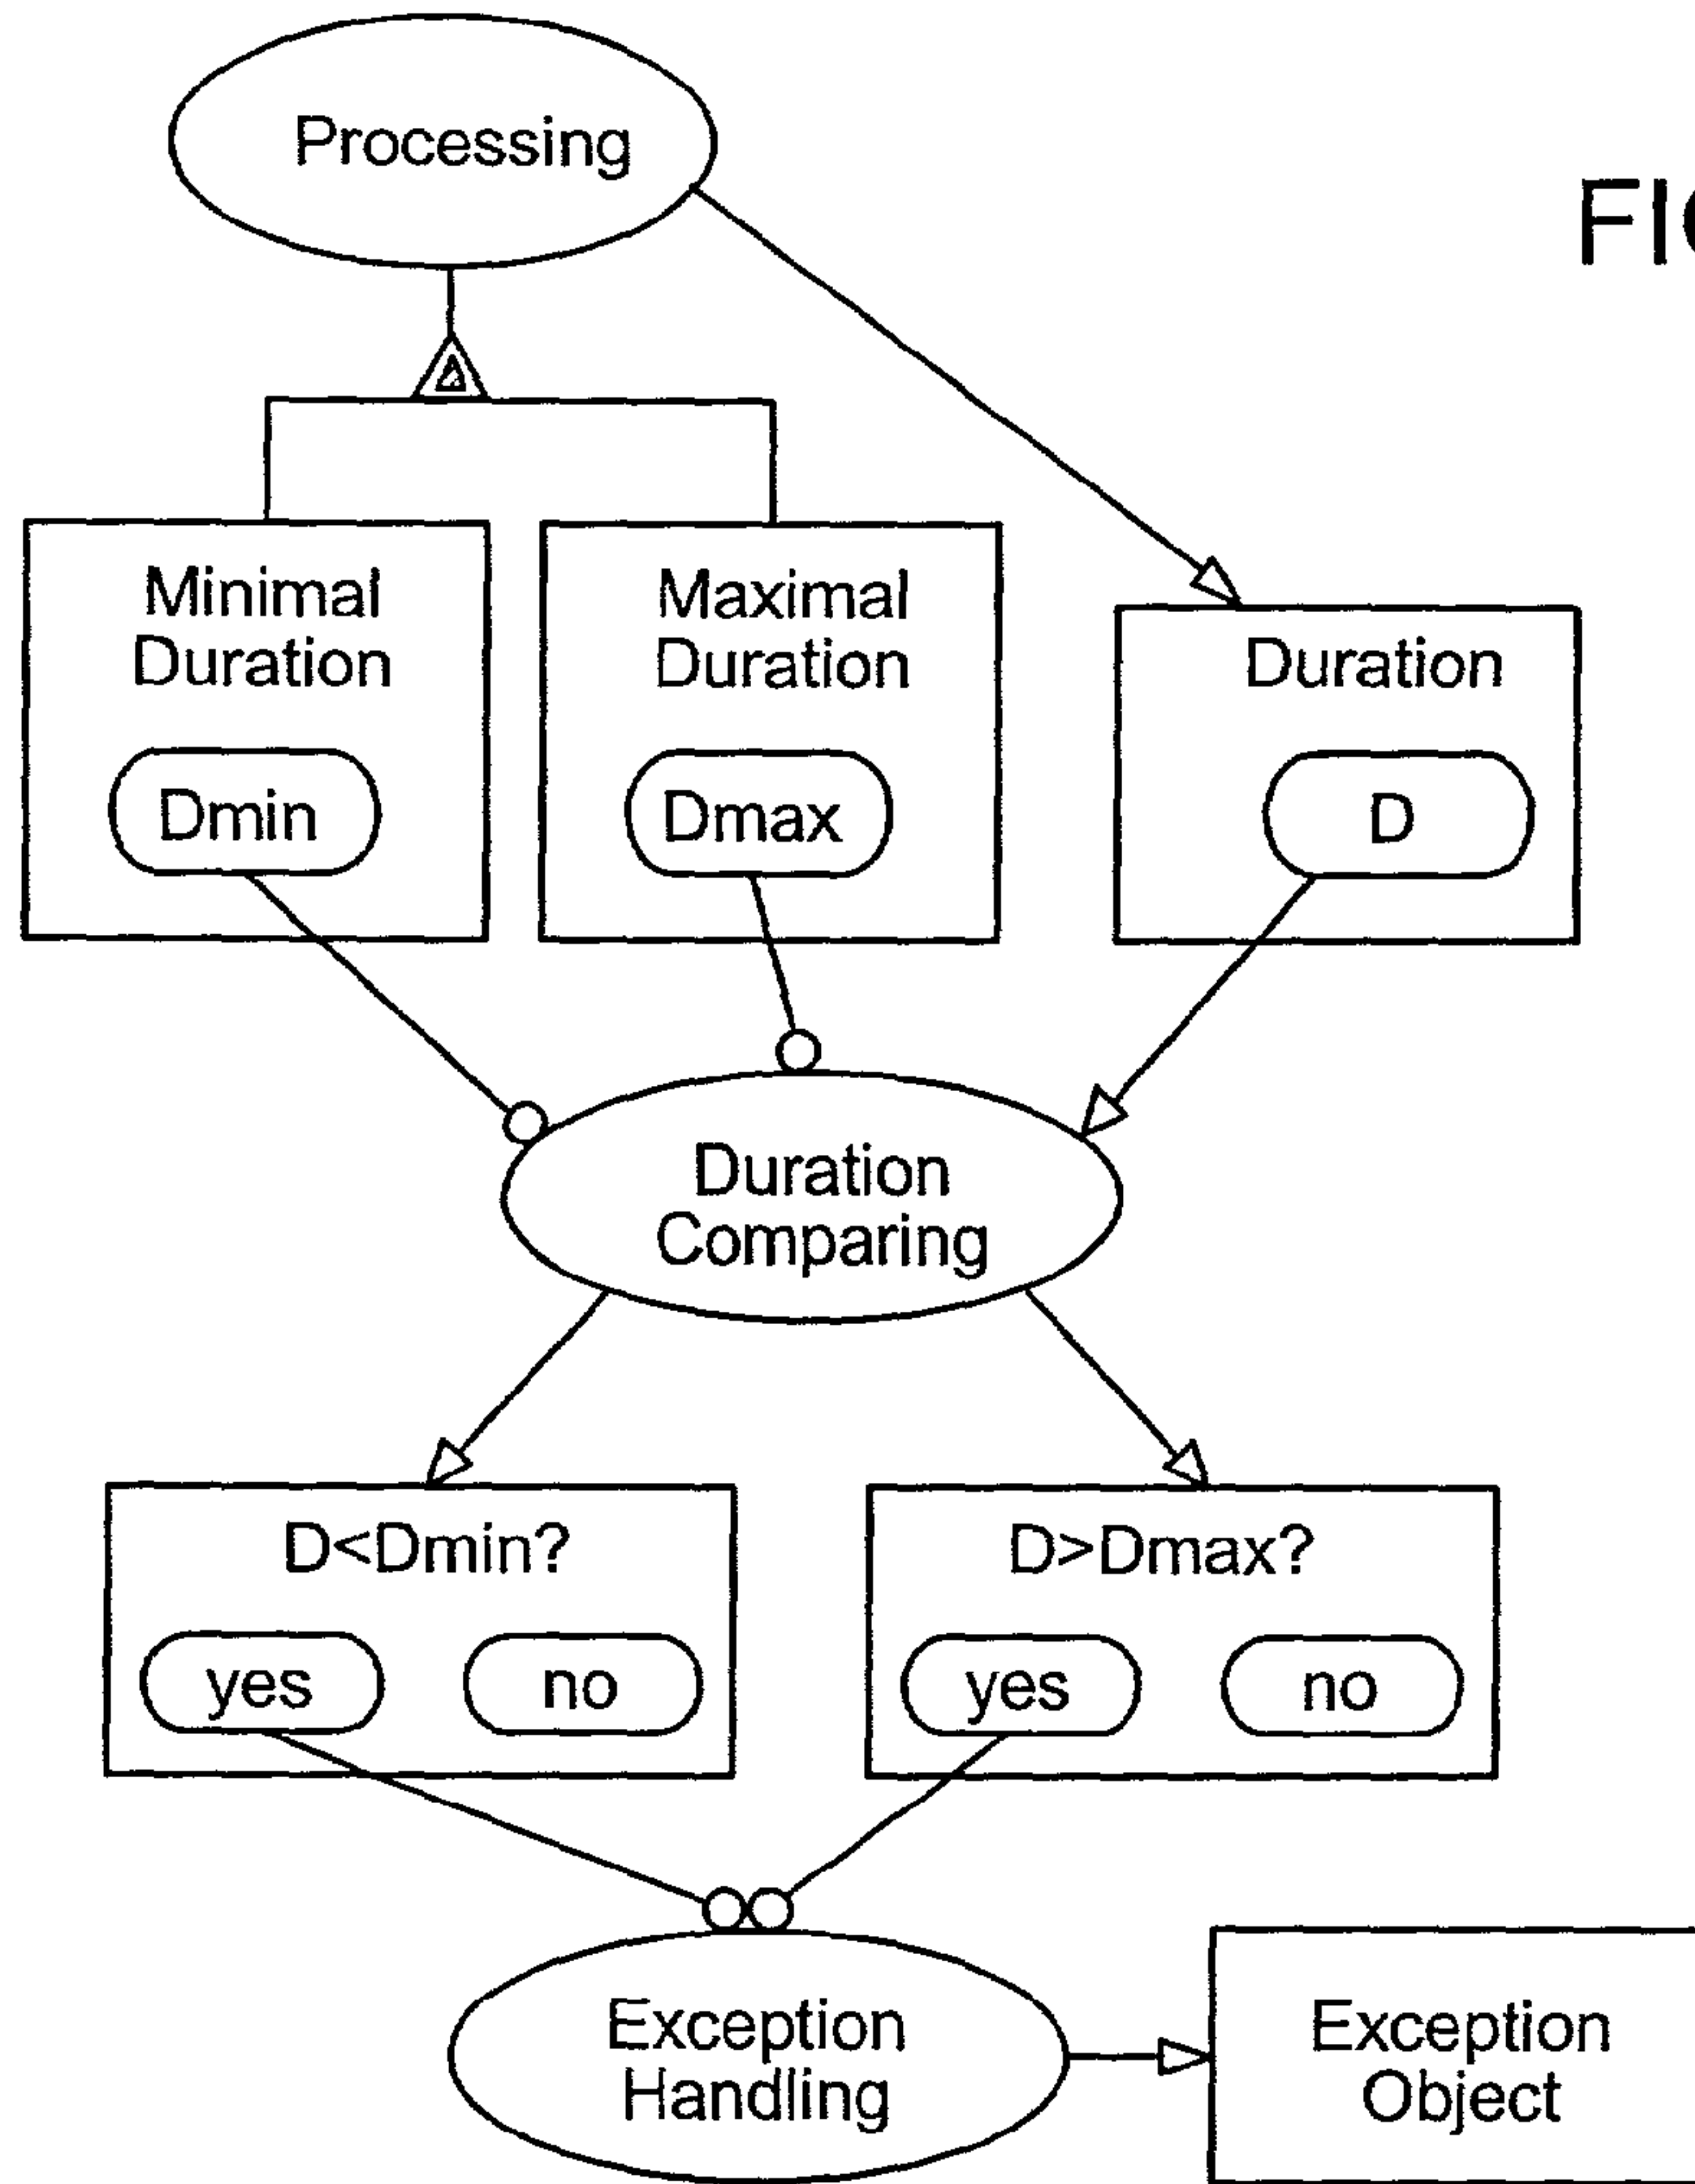 Processing
Minimal
Duration
Dmin
Maximal
Duration
Dmax
Duration
D
Duration
Comparing
D<Dmin?
yes
no
D>Dmax?
yes
no
Exception
Handling
Exception
Object